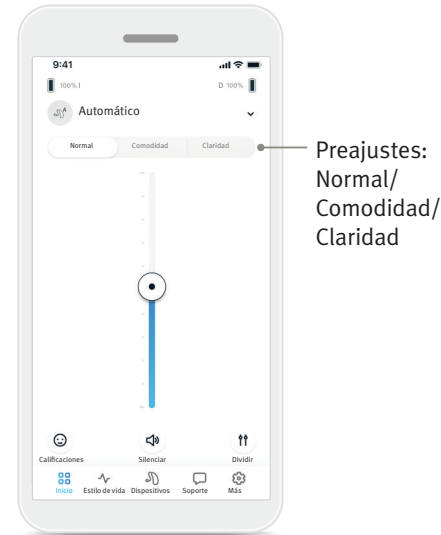 9:41
100% I
D 100%
Automático
Normal
Comodidad
Claridad
Preajustes:
Normal/
Comodidad/
Claridad
Calificaciones
Silenciar
Dividir
Inicio
Estilo de vida
Dispositivos
Soporte
Más